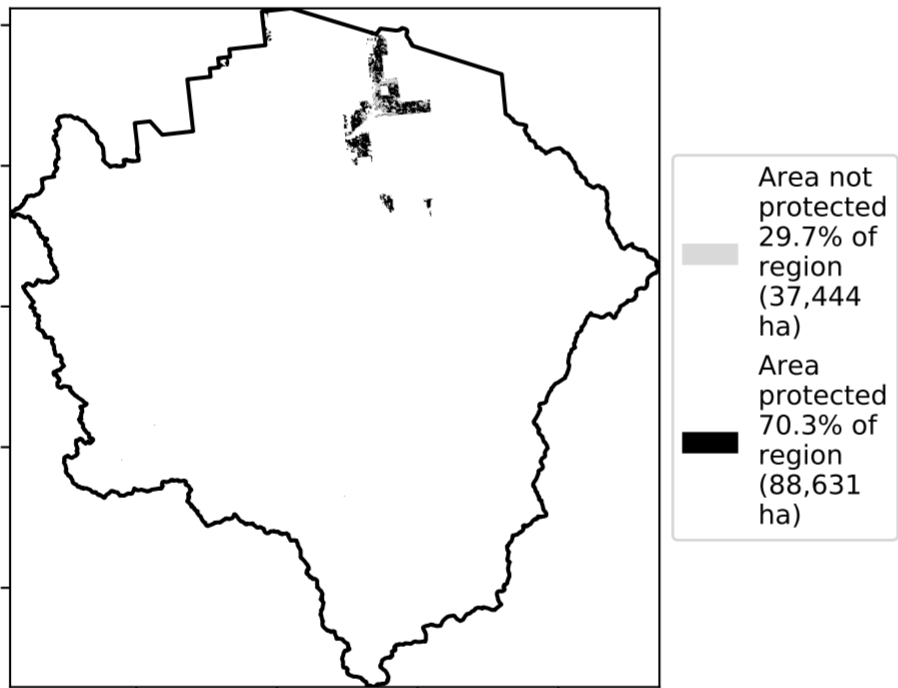 Area not
protected
29.7% of
region
(37,444
ha)
Area
protected
70.3% of
region
(88,631
ha)